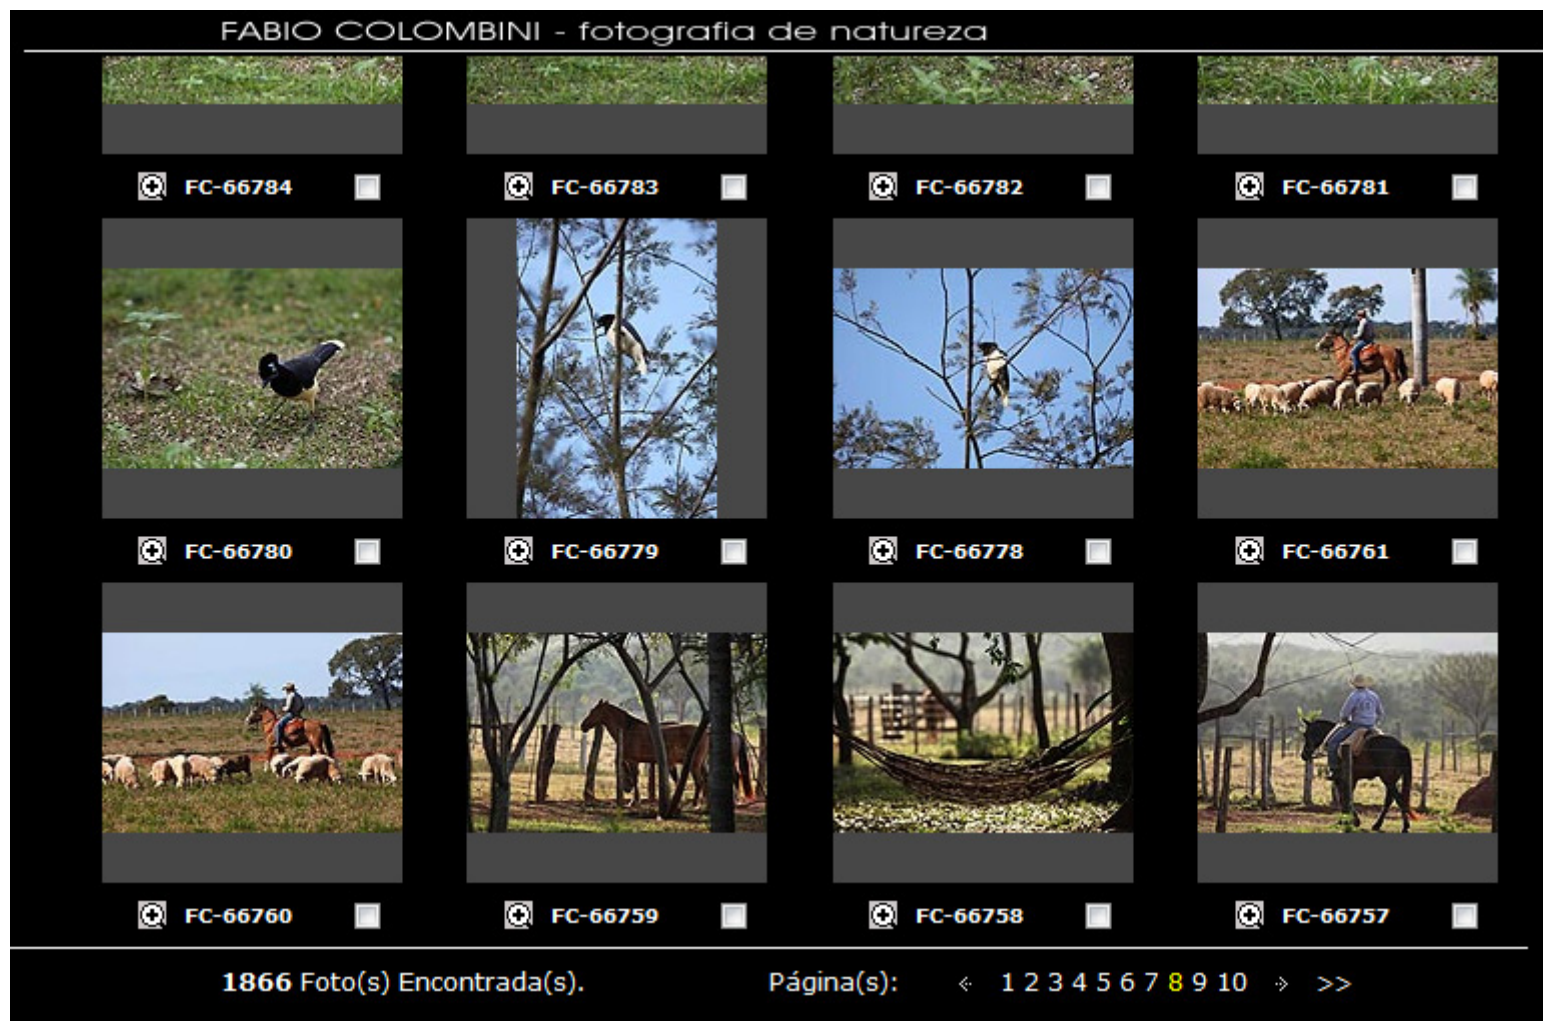 FABIO COLOMBINI - fotografia de natureza
FC-66784 FC-66783 FC-66782 FC-66781
FC-66780 FC-66779 FC-66778 FC-66761
FC-66760 FC-66759 FC-66758 FC-66757
1866 Foto(s) Encontrada(s). Página(s): 1 2 3 4 5 6 7 8 9 10 >>